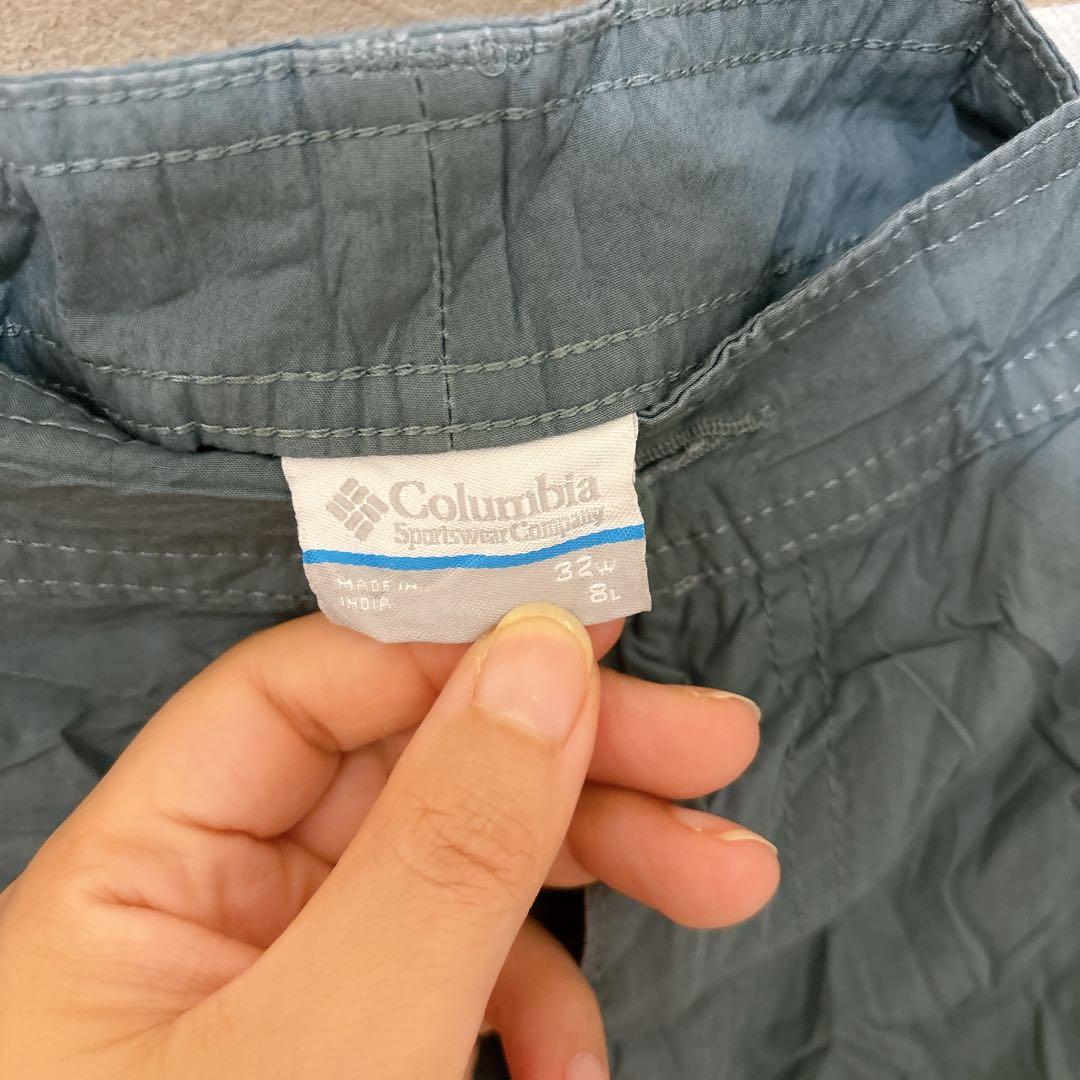 Columbia
Sportswear Company
32W
8L
MADE IN
INDIA